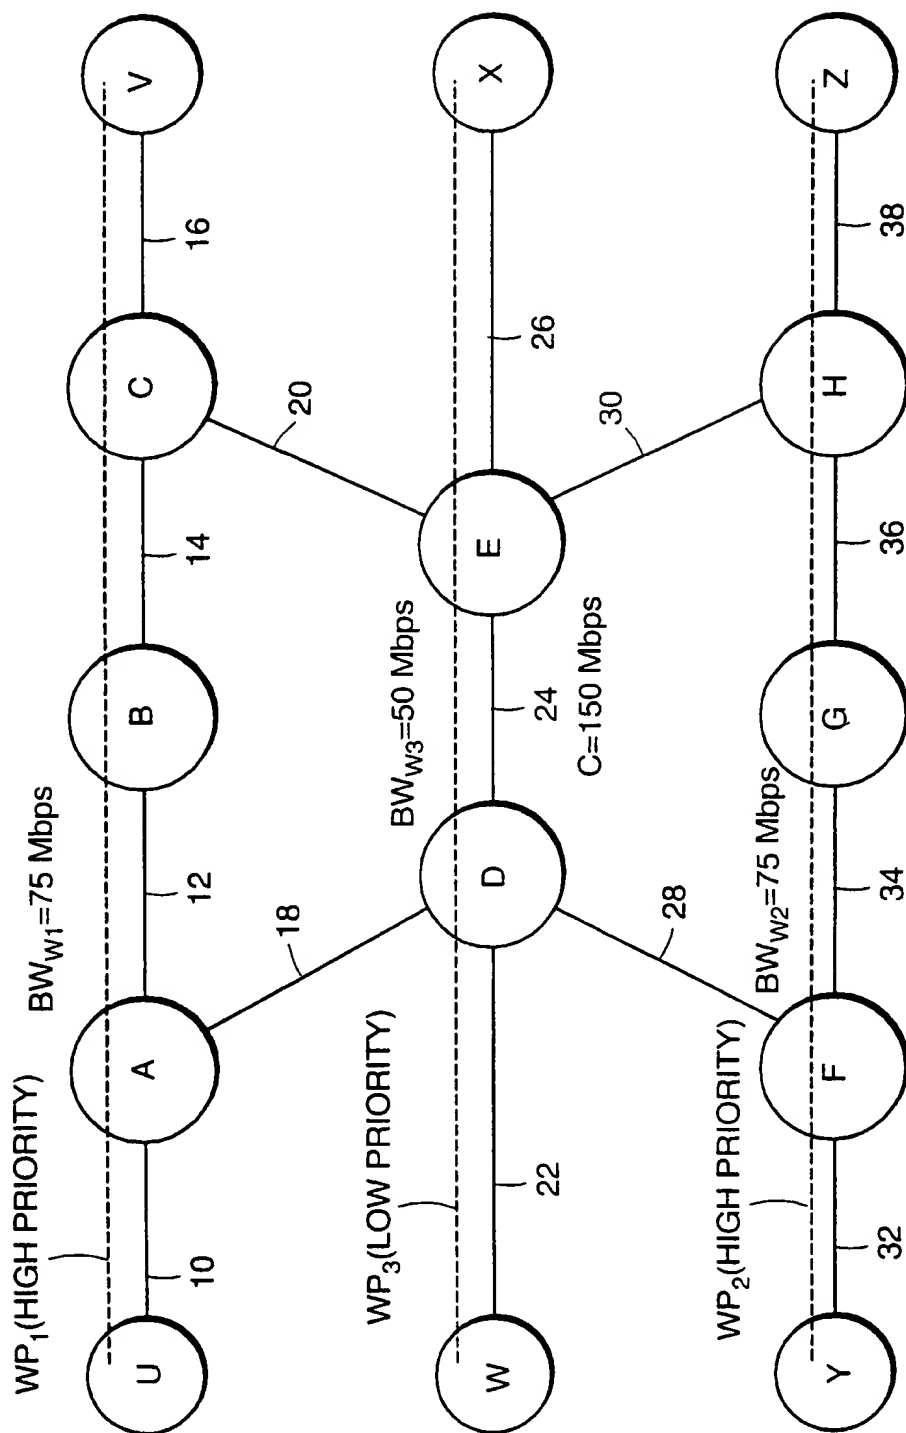 WP1(HIGH PRIORITY)
BWW1=75 Mbps
U
A
B
C
V
10
12
14
16
18
20
WP3(LOW PRIORITY)
BWW3=50 Mbps
W
D
E
X
22
24
26
C=150 Mbps
28
30
WP2(HIGH PRIORITY)
BWW2=75 Mbps
Y
F
G
H
Z
32
34
36
38